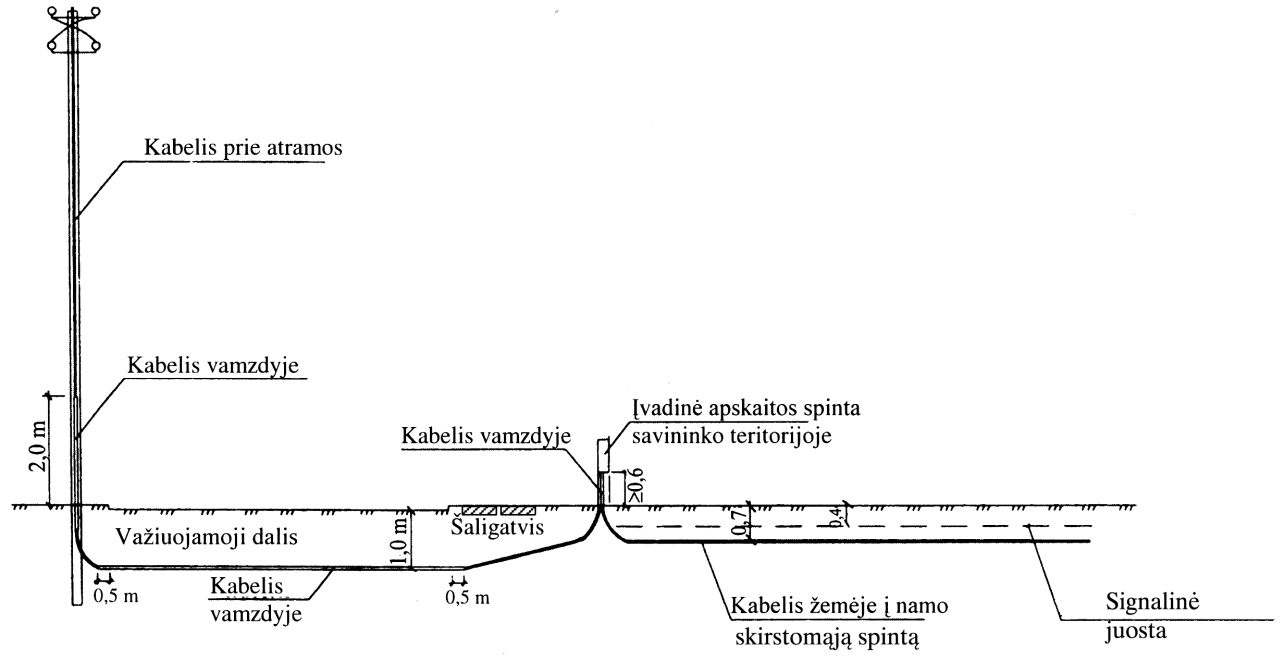 Kabelis prie atramos
Kabelis vamzdyje
2,0 m
Įvadinė apskaitos spinta
savininko teritorijoje
Kabelis vamzdyje
≥0,6
Važiuojamoji dalis
1,0 m
Šaligatvis
0,7
0,4
0,5 m
Kabelis
vamzdyje
0,5 m
Kabelis žemėje į namo
skirstomąją spintą
Signalinė
juosta